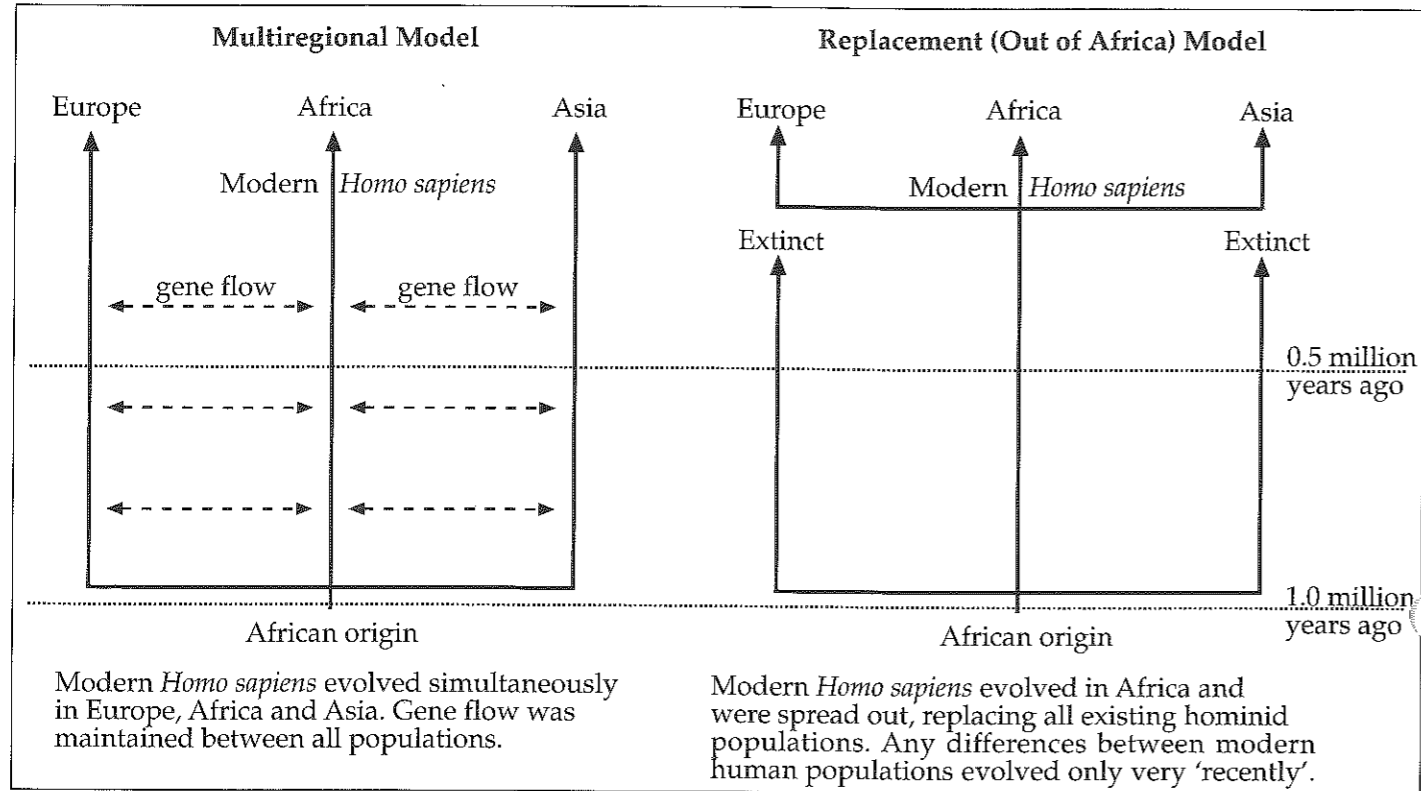 Multiregional Model
Europe
Africa
Asia
Modern Homo sapiens
gene flow
gene flow
African origin
Modern Homo sapiens evolved simultaneously
in Europe, Africa and Asia. Gene flow was
maintained between all populations.
Replacement (Out of Africa) Model
Europe
Africa
Asia
Modern Homo sapiens
Extinct
Extinct
0.5 million
years ago
1.0 million
years ago
African origin
Modern Homo sapiens evolved in Africa and
were spread out, replacing all existing hominid
populations. Any differences between modern
human populations evolved only very 'recently'.